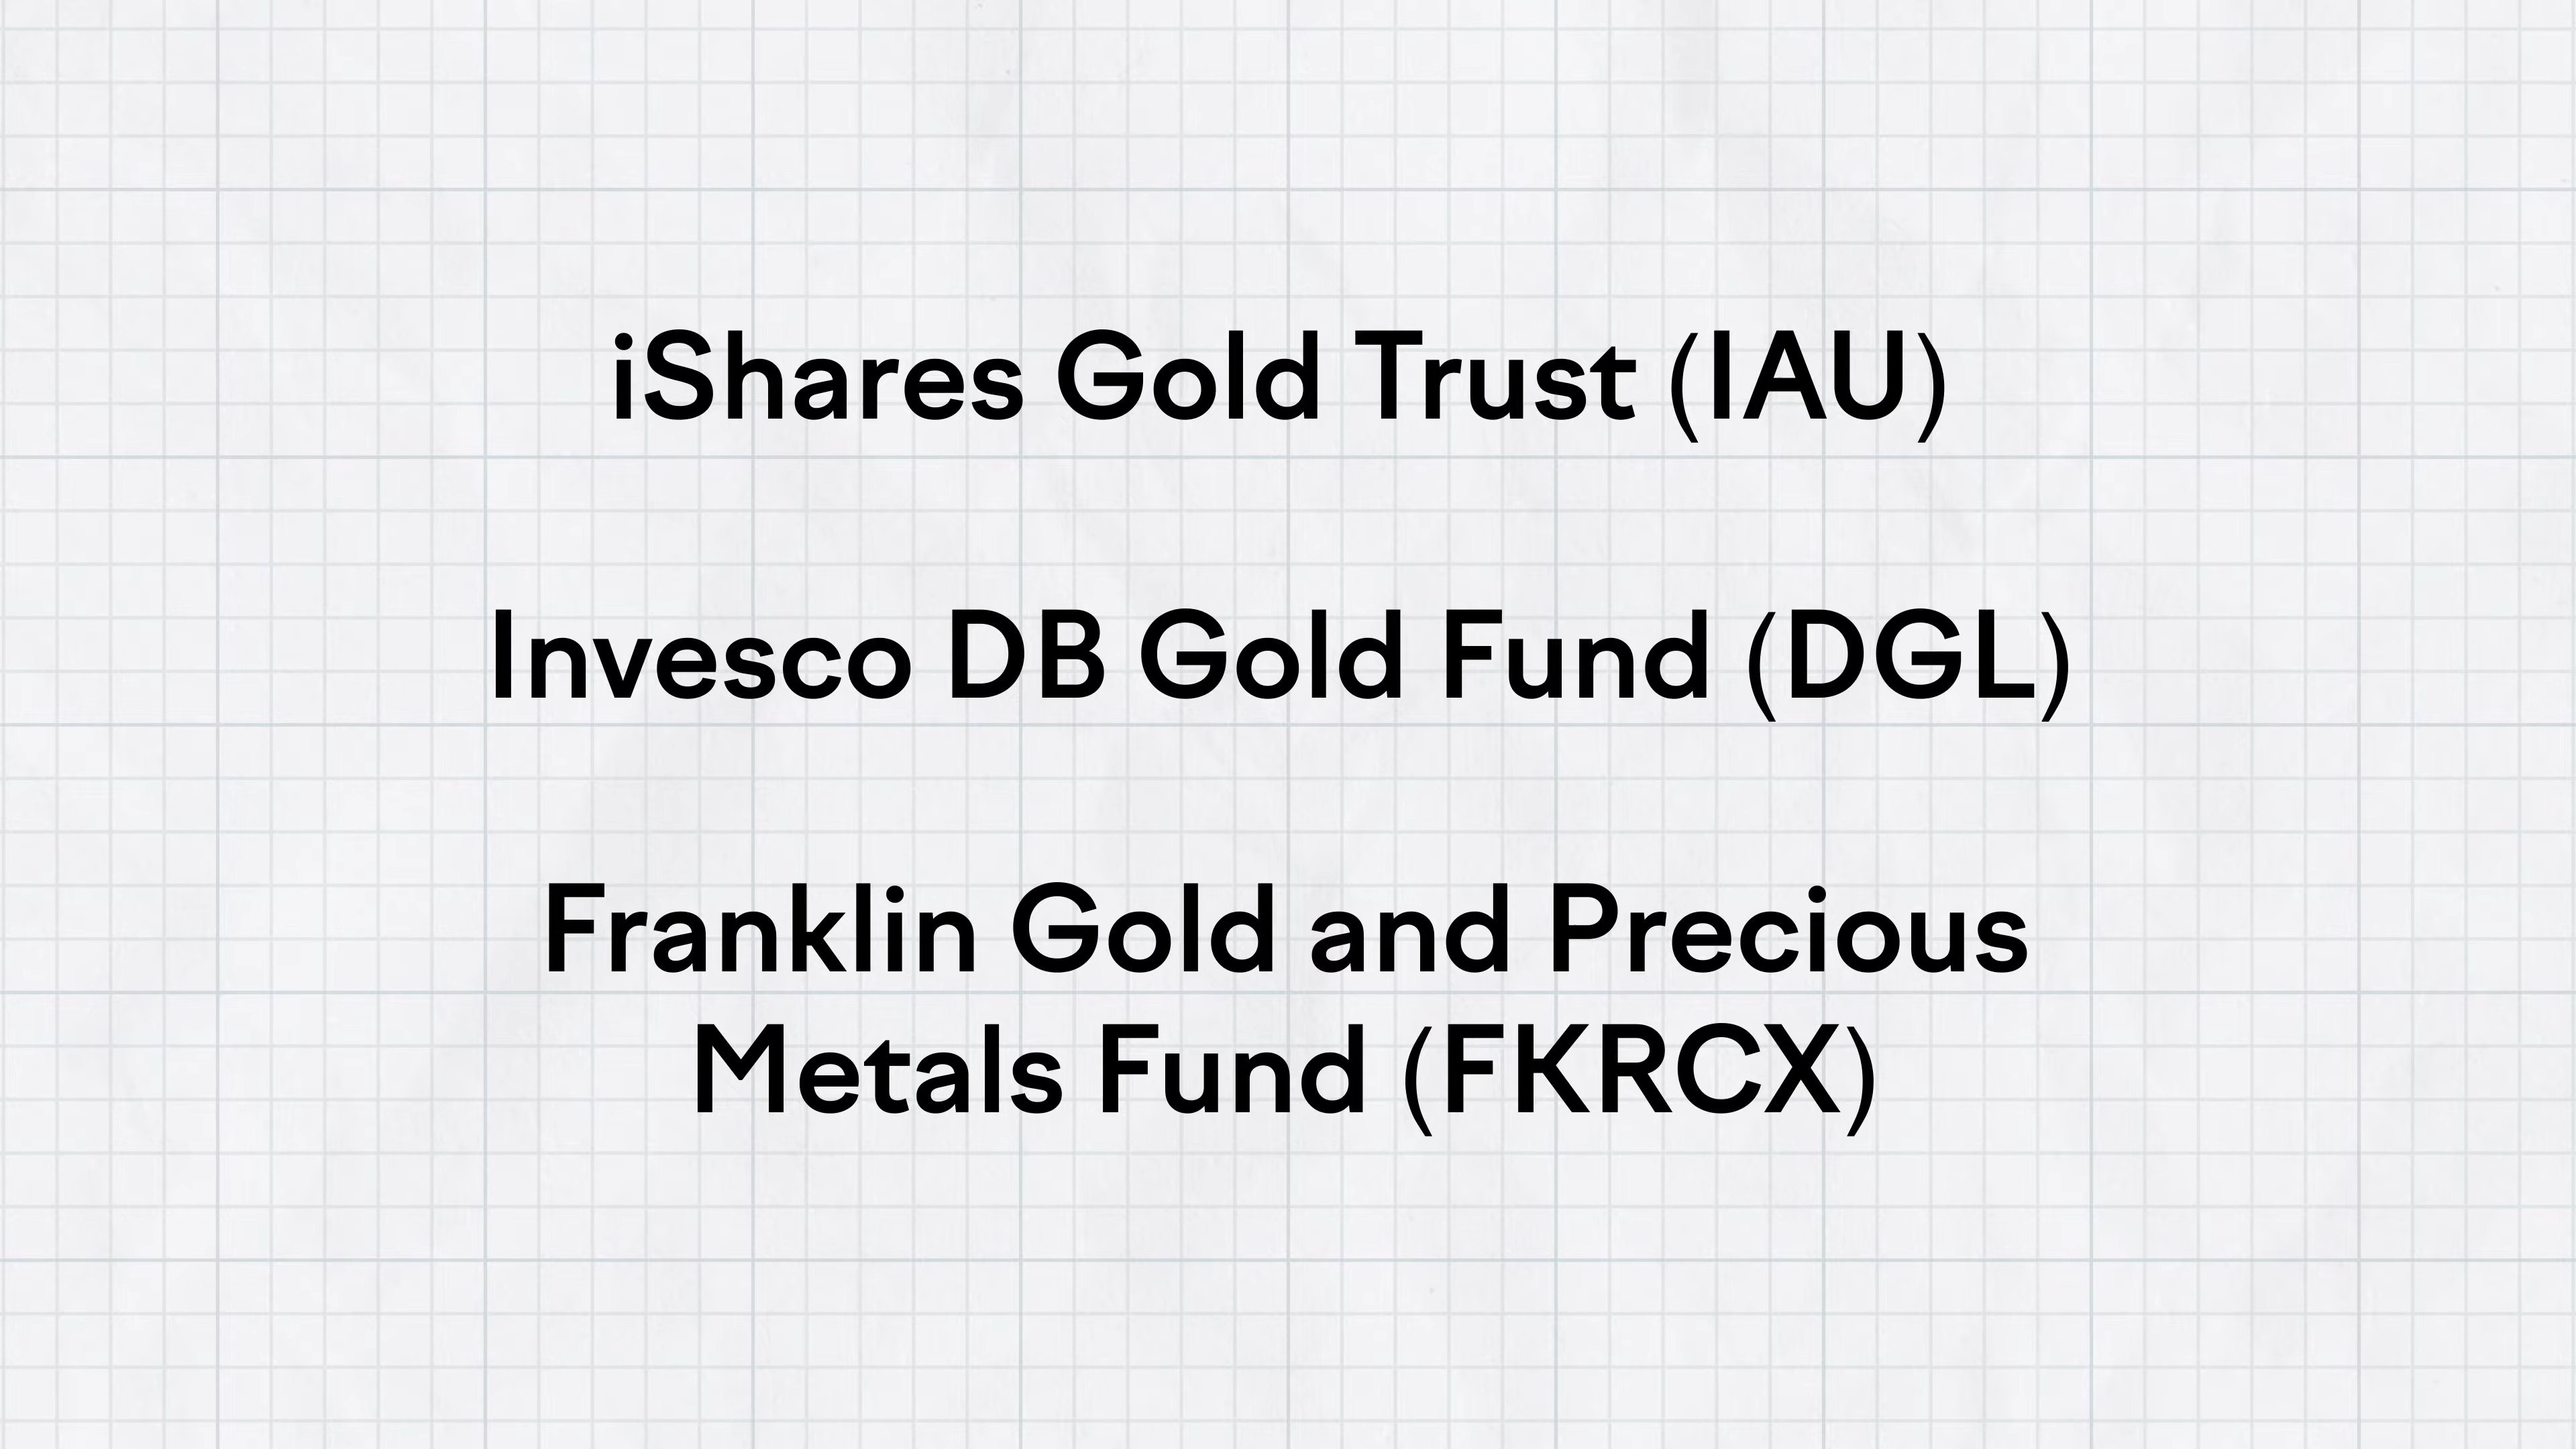 iShares Gold Trust (IAU)
Invesco DB Gold Fund (DGL)
Franklin Gold and Precious
Metals Fund (FKRCX)